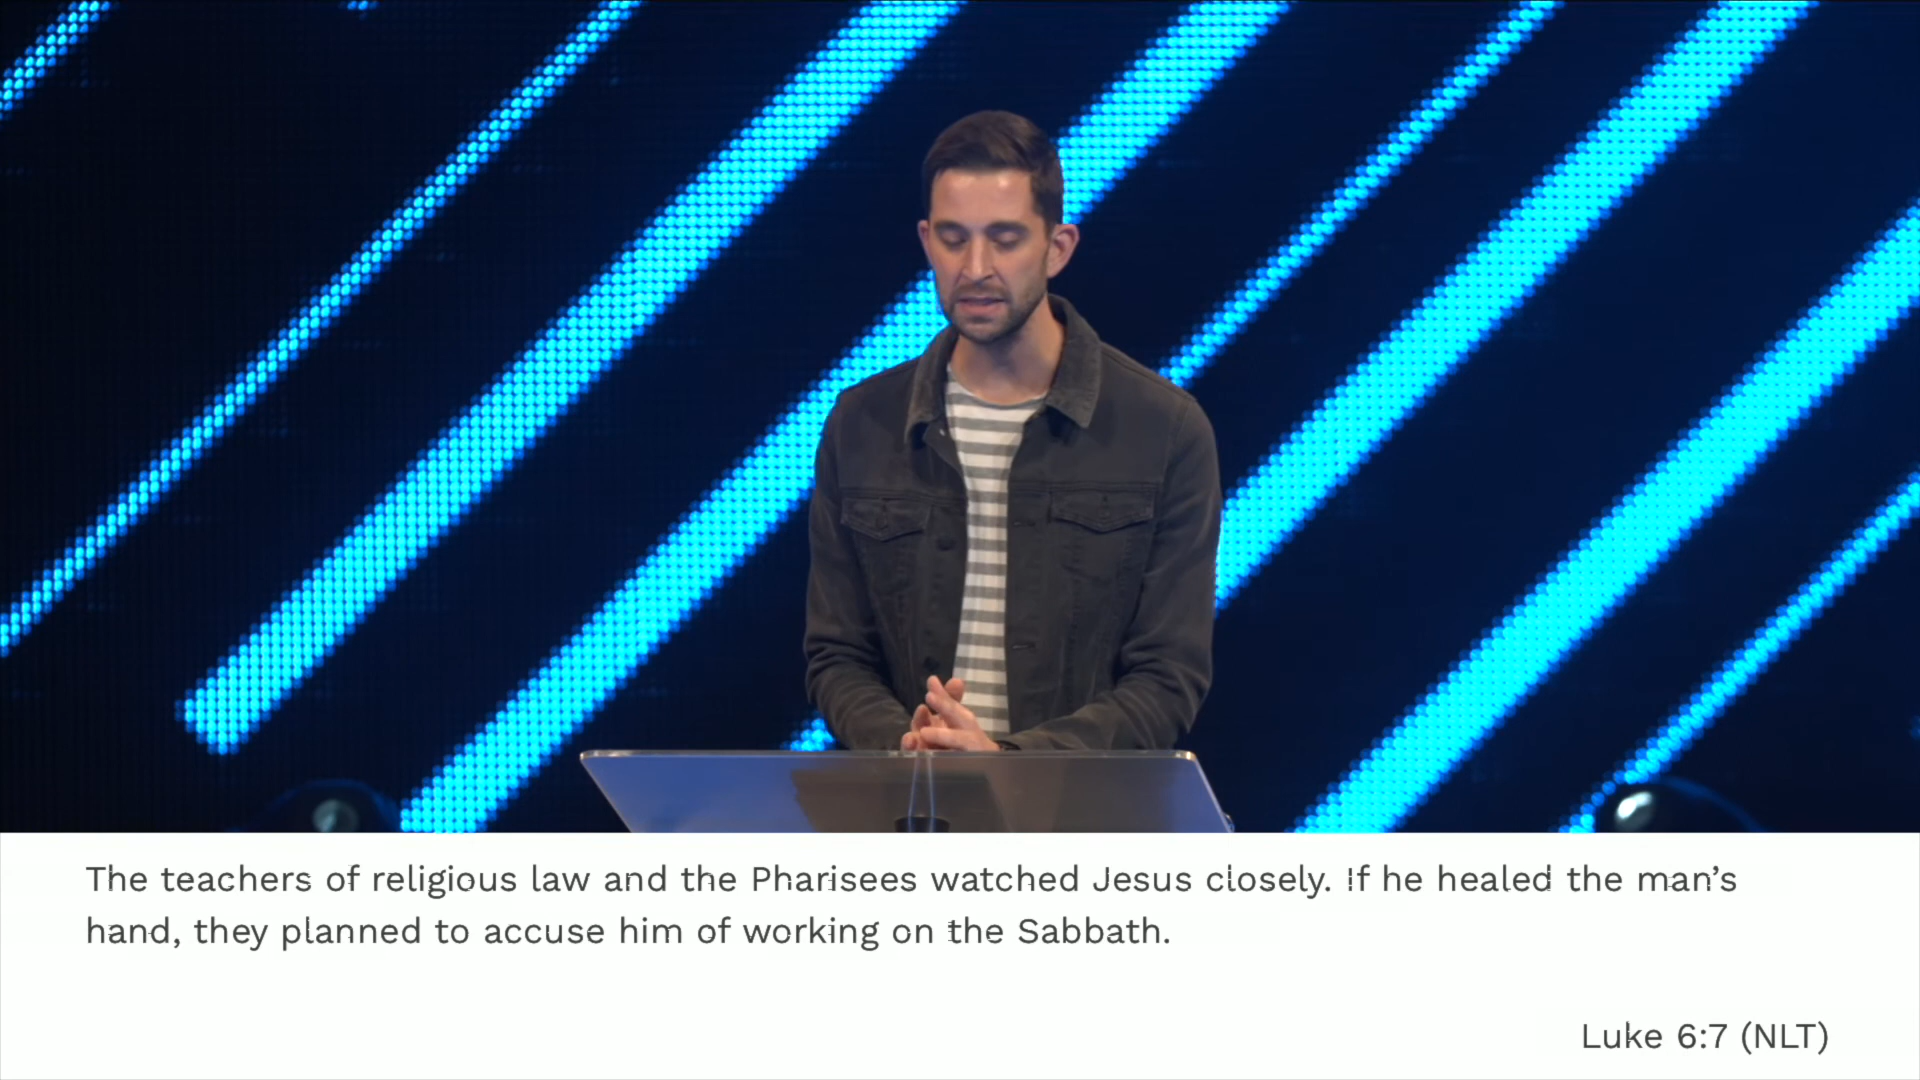 The teachers of religious law and the Pharisees watched Jesus closely. If he healed the man’s
hand, they planned to accuse him of working on the Sabbath.
Luke 6:7 (NLT)